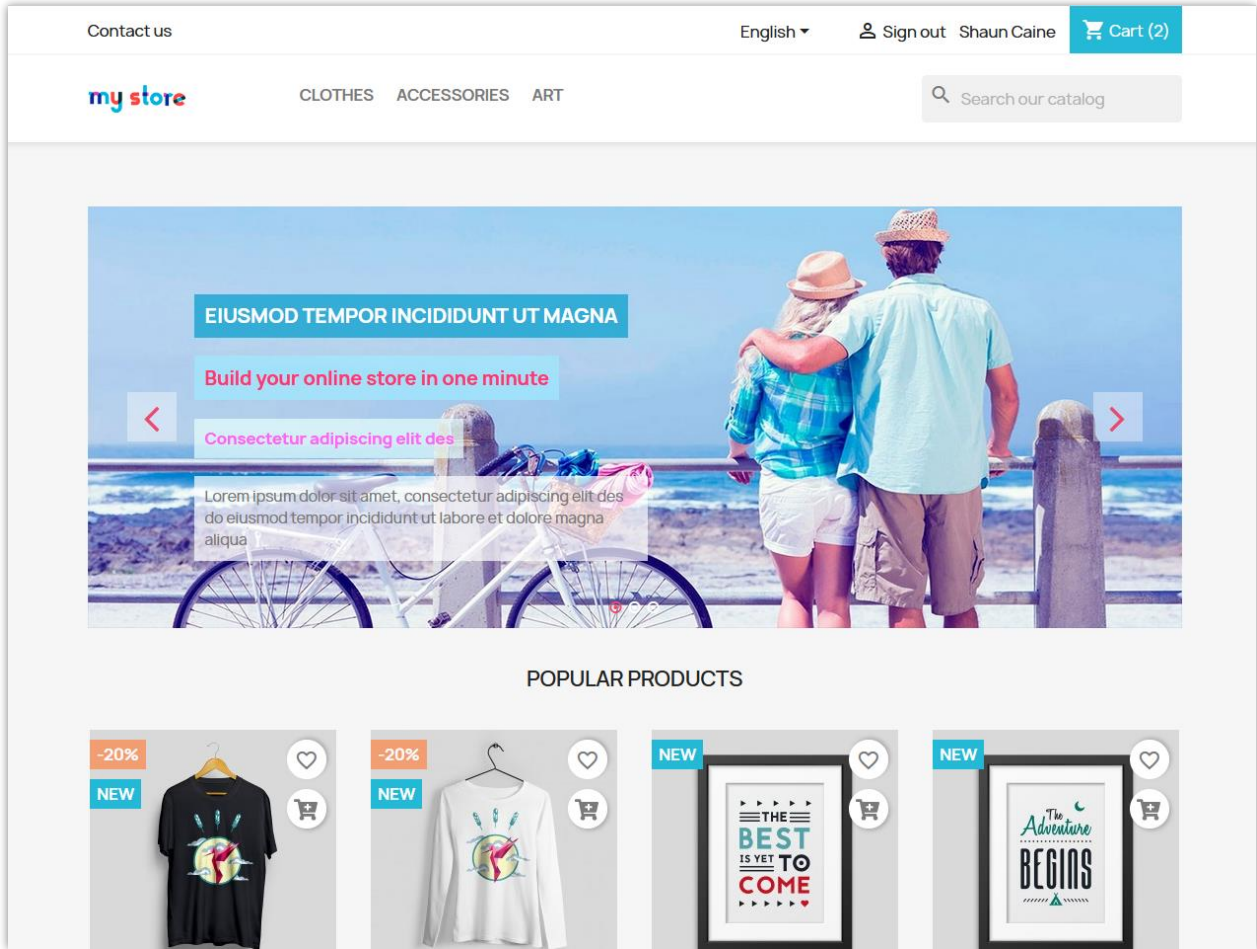 Contact us
English
Sign out
Shaun Caine
Cart (2)
my store
CLOTHES
ACCESSORIES
ART
Search our catalog
EIUSMOD TEMPOR INCIDIDUNT UT MAGNA
Build your online store in one minute
Consectetur adipiscing elit des
Lorem ipsum dolor sit amet, consectetur adipiscing elit des
do eiusmod tempor incididunt ut labore et dolore magna
aliqua
POPULAR PRODUCTS
-20%
NEW
-20%
NEW
NEW
THE
BEST
IS YET TO
COME
NEW
The
Adventure
BEGINS